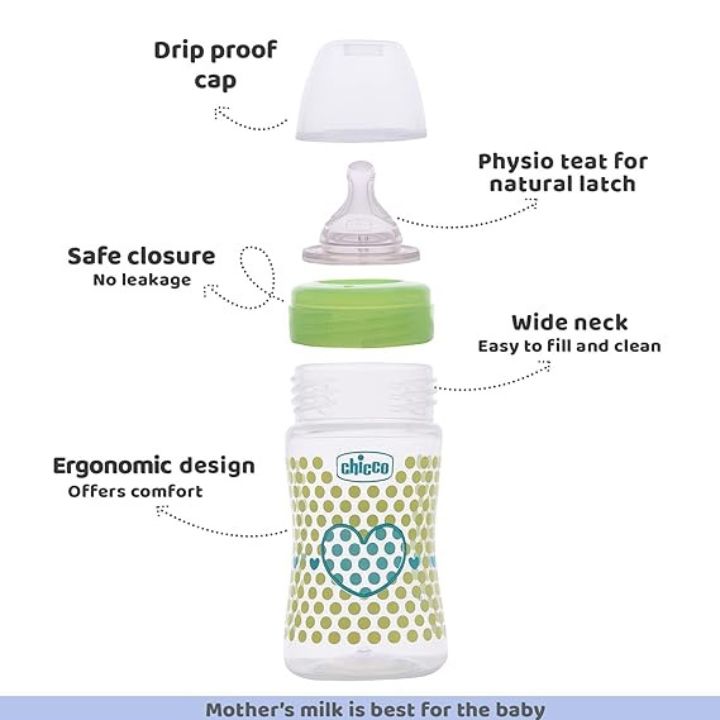 Drip proof
cap
Physio teat for
natural latch
Safe closure
No leakage
Wide neck
Easy to fill and clean
Ergonomic design
Offers comfort
chicco
Mother's milk is best for the baby